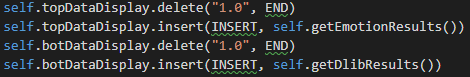 self.topDataDisplay.delete("1.0", END)
self.topDataDisplay.insert(INSERT, self.getEmotionResults())
self.botDataDisplay.delete("1.0", END)
self.botDataDisplay.insert(INSERT, self.getDlibResults())